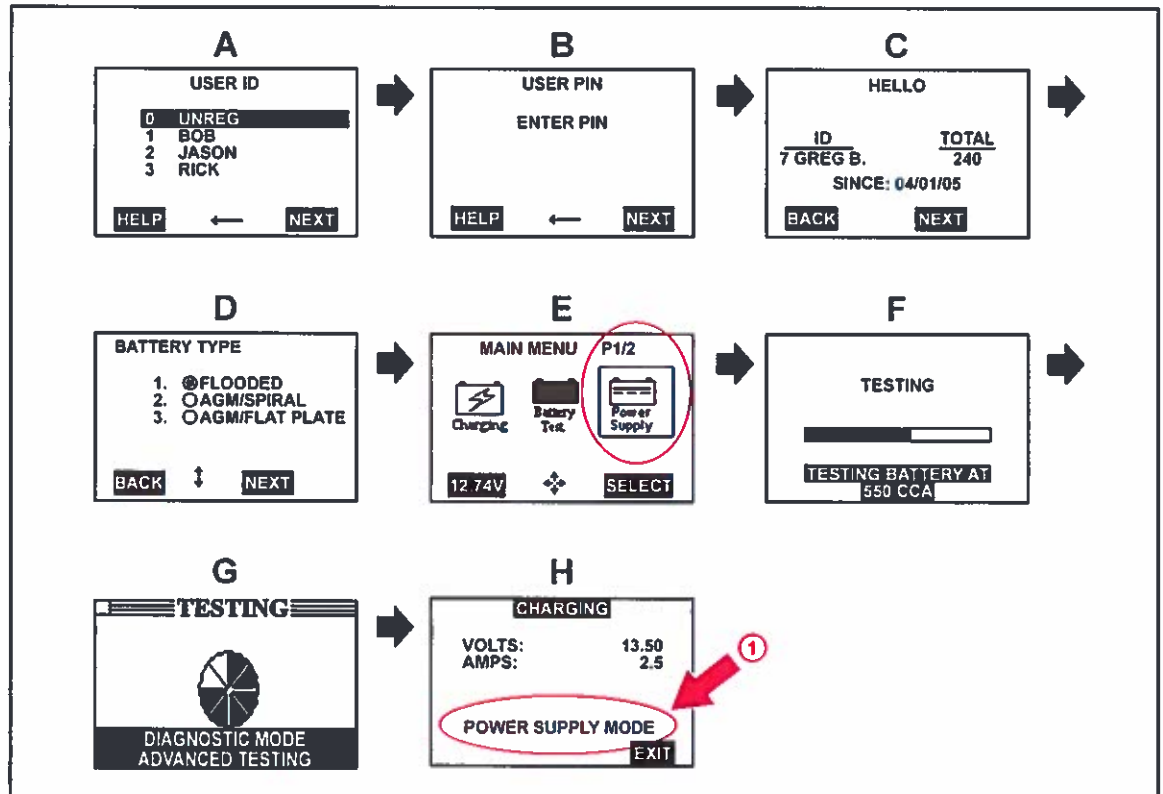 A
USER ID
0 UNREG
1 BOB
2 JASON
3 RICK
HELP ← NEXT
B
USER PIN
ENTER PIN
HELP ← NEXT
C
HELLO
ID TOTAL
7 GREG B. 240
SINCE: 04/01/05
BACK NEXT
D
BATTERY TYPE
1. FLOODED
2. AGM/SPIRAL
3. AGM/FLAT PLATE
BACK NEXT
E
MAIN MENU P1/2
Charging
Battery Test
Power Supply
12.74V SELECT
F
TESTING
TESTING BATTERY AT
550 CCA
G
TESTING
DIAGNOSTIC MODE
ADVANCED TESTING
H
CHARGING
VOLTS: 13.50
AMPS: 2.5
1
POWER SUPPLY MODE
EXIT